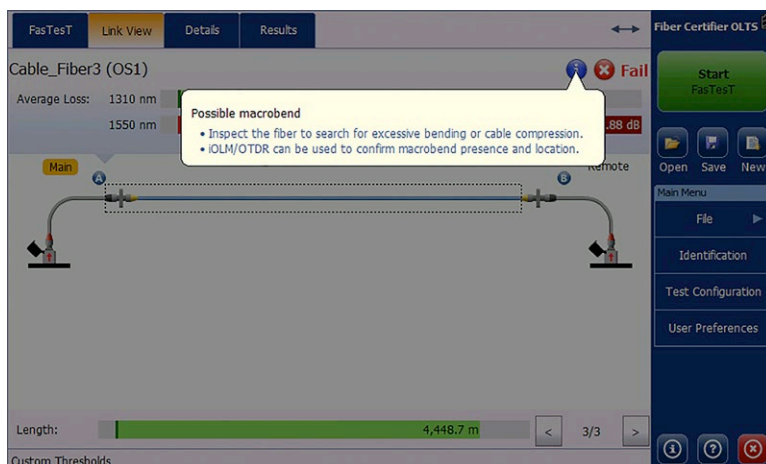 FasTesT Link View Details Results
Fiber Certifier OLTS
Cable_Fiber3 (OS1)
Fail
Start
FasTesT
Average Loss: 1310 nm
1550 nm
.88 dB
Possible macrobend
• Inspect the fiber to search for excessive bending or cable compression.
• iOLM/OTDR can be used to confirm macrobend presence and location.
Open Save New
Main
A
B
Remote
Main Menu
File
Identification
Test Configuration
User Preferences
Length:
4,448.7 m
< 3/3 >
Custom Thresholds